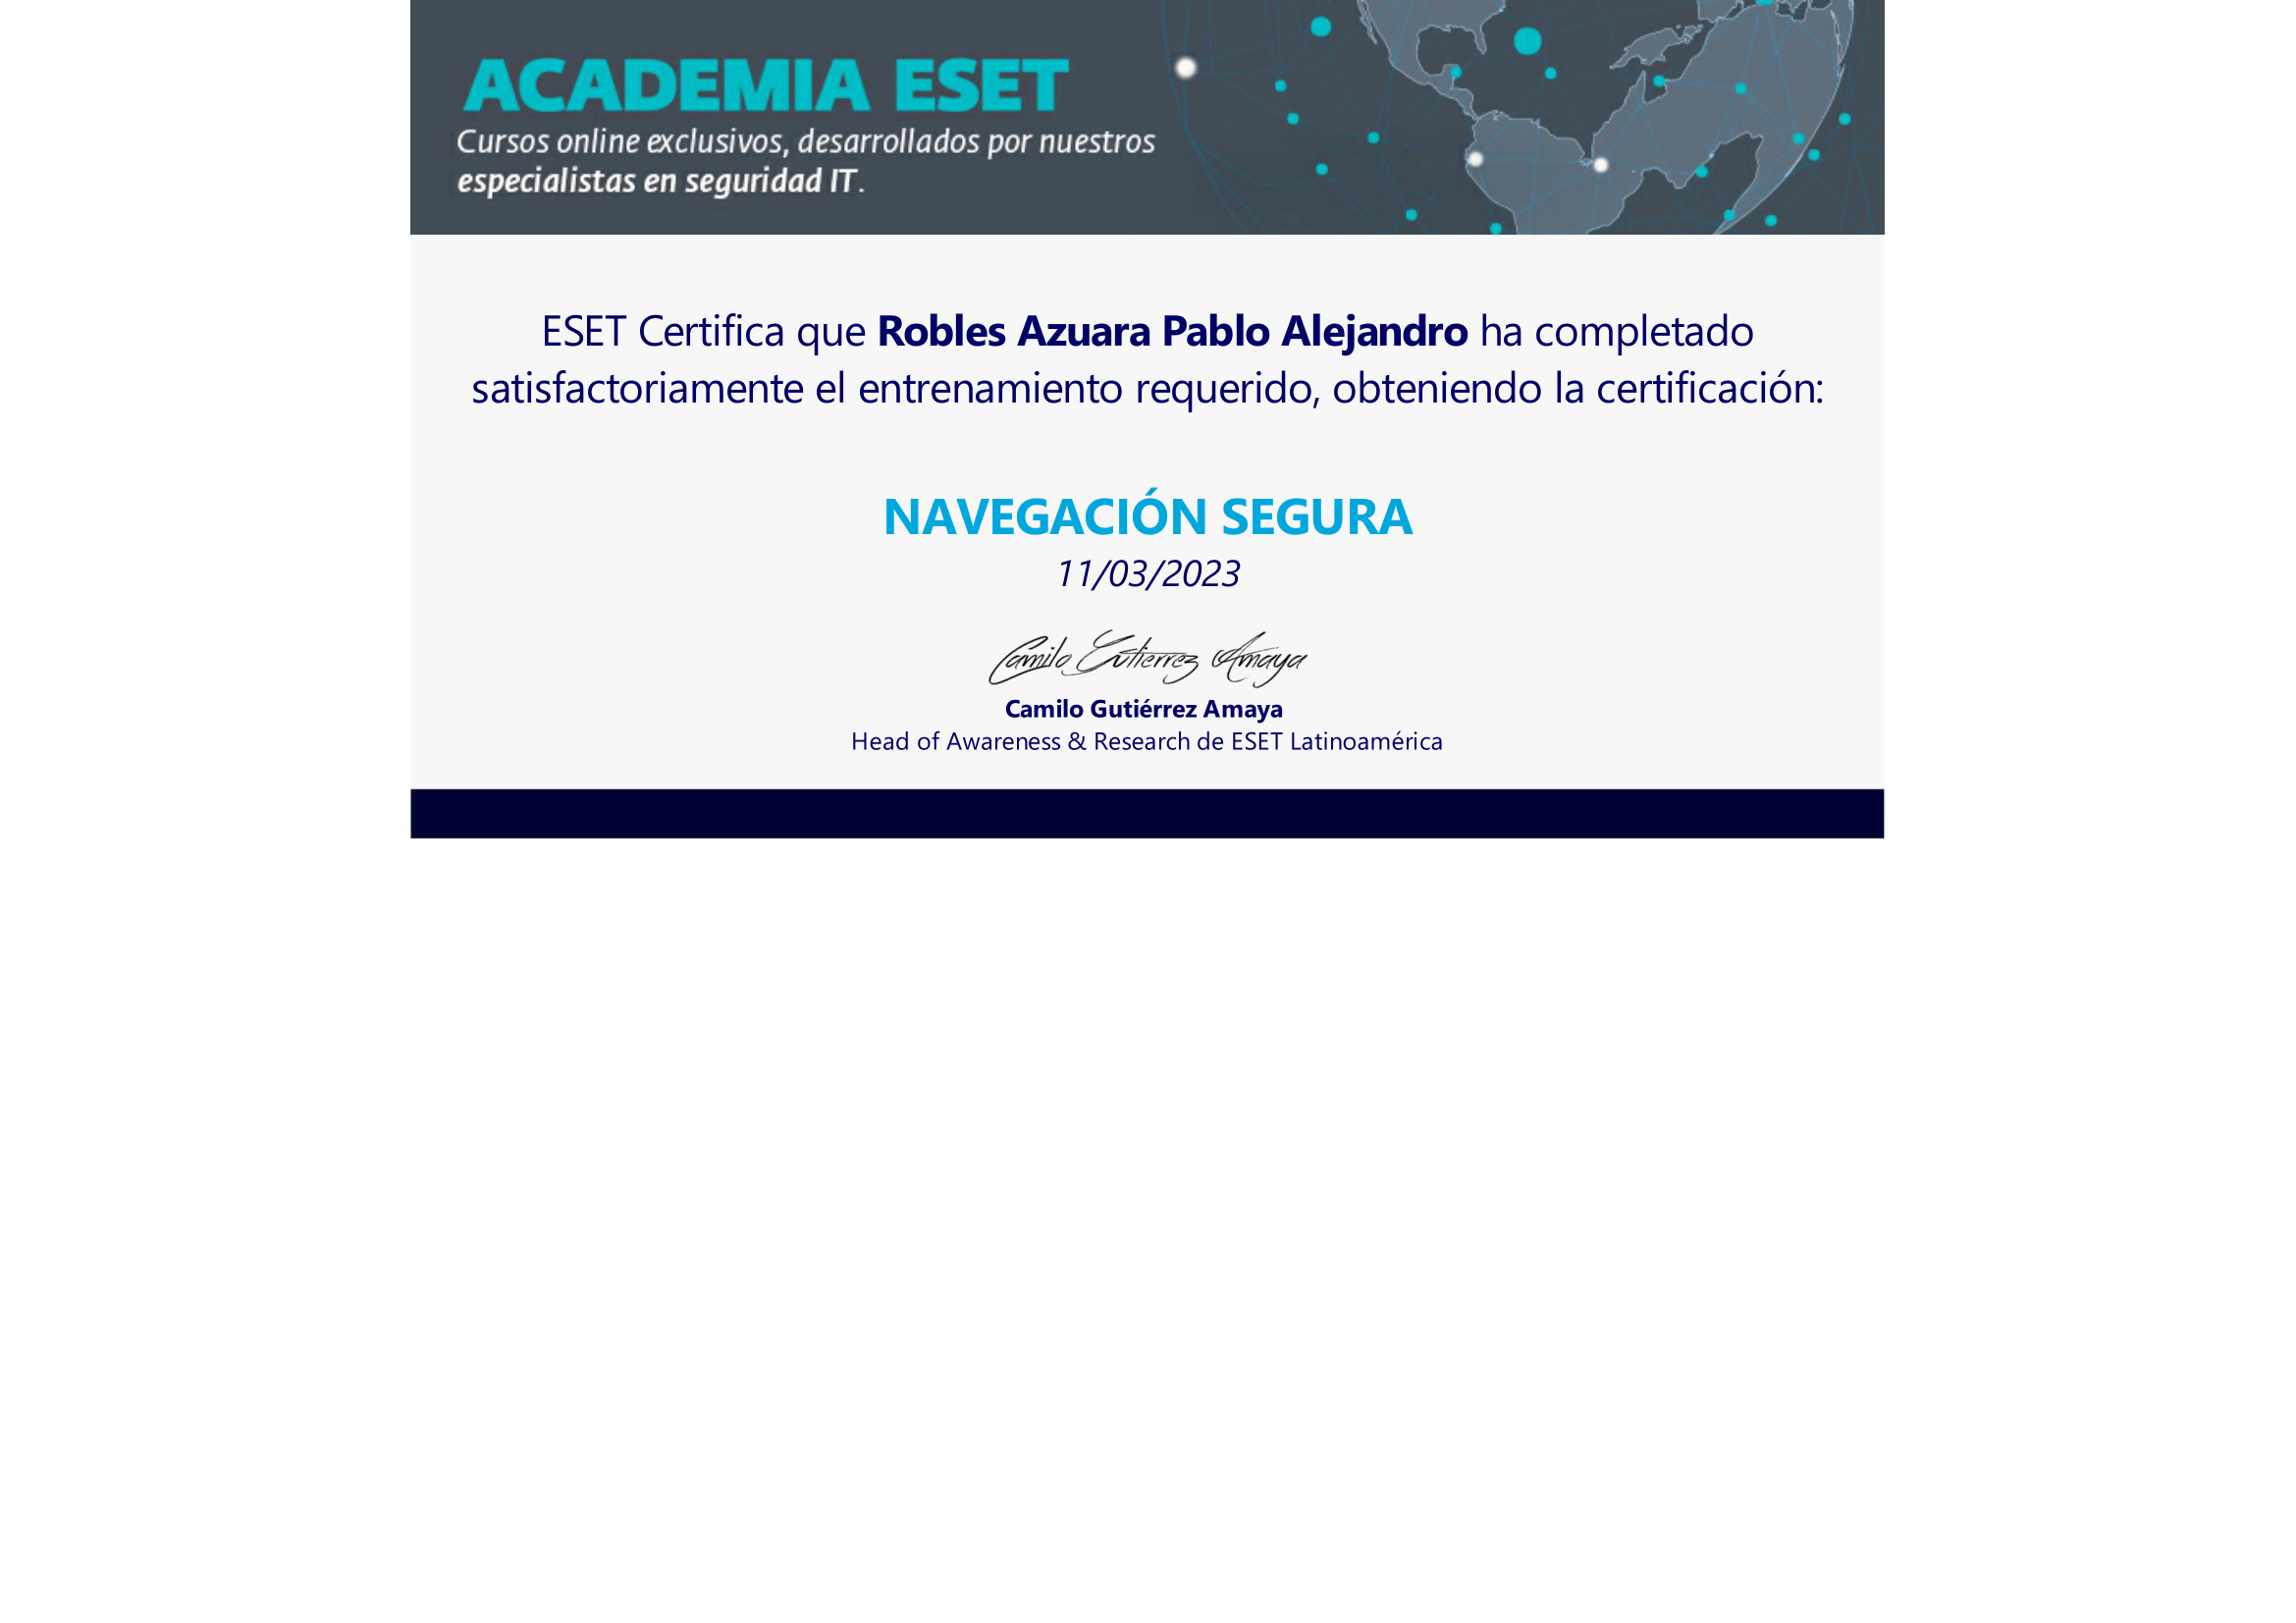 ACADEMIA ESET
Cursos online exclusivos, desarrollados por nuestros
especialistas en seguridad IT.
ESET Certifica que Robles Azuara Pablo Alejandro ha completado
satisfactoriamente el entrenamiento requerido, obteniendo la certificación:
NAVEGACIÓN SEGURA
11/03/2023
Camilo Gutierrez Amaya
Camilo Gutiérrez Amaya
Head of Awareness & Research de ESET Latinoamérica